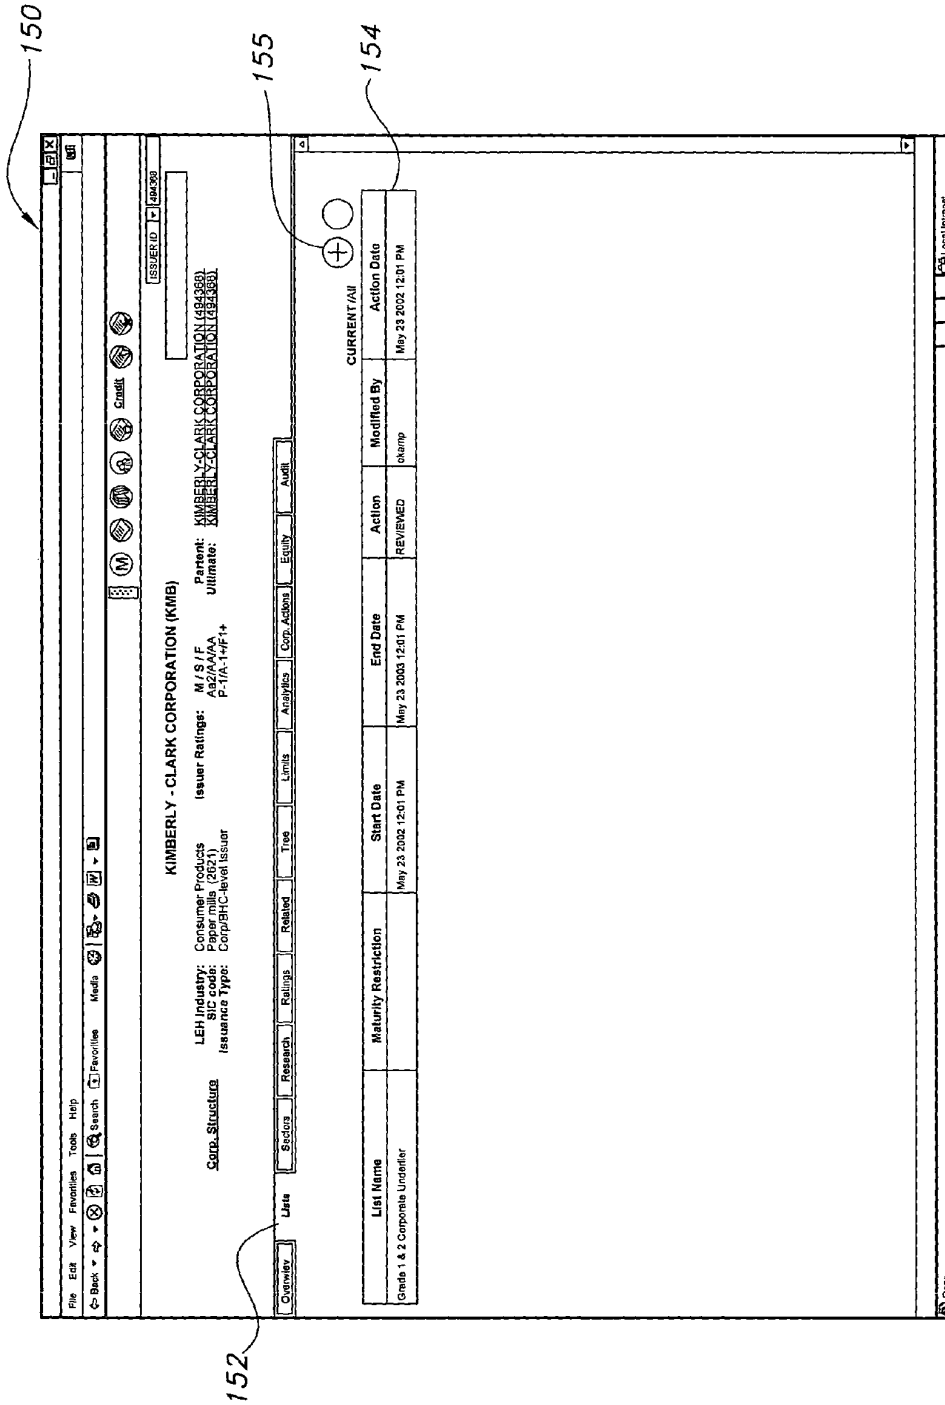 150
File Edit View Favorites Tools Help
Back Search Favorites Media
M Credit
ISSUER ID 494368
KIMBERLY - CLARK CORPORATION (KMB)
Corp. Structure
LEH Industry: Consumer Products
SIC code: Paper mills (2621)
Issuance Type: Corp/BHC-level Issuer
Issuer Ratings: M / S / F
Aa2/AA/AA
P-1/A-1+/F1+
Partent: KIMBERLY-CLARK CORPORATION (494368)
Ultimate: KIMBERLY-CLARK CORPORATION (494368)
152
Overwiev Lists Sectors Research Ratings Related Tree Limits Analytics Corp. Actions Equity Audit
155
CURRENT /All
154
List Name Maturity Restriction Start Date End Date Action Modified By Action Date
Grade 1 & 2 Corporate Underlier May 23 2002 12:01 PM May 23 2003 12:01 PM REVIEWED okamp May 23 2002 12:01 PM